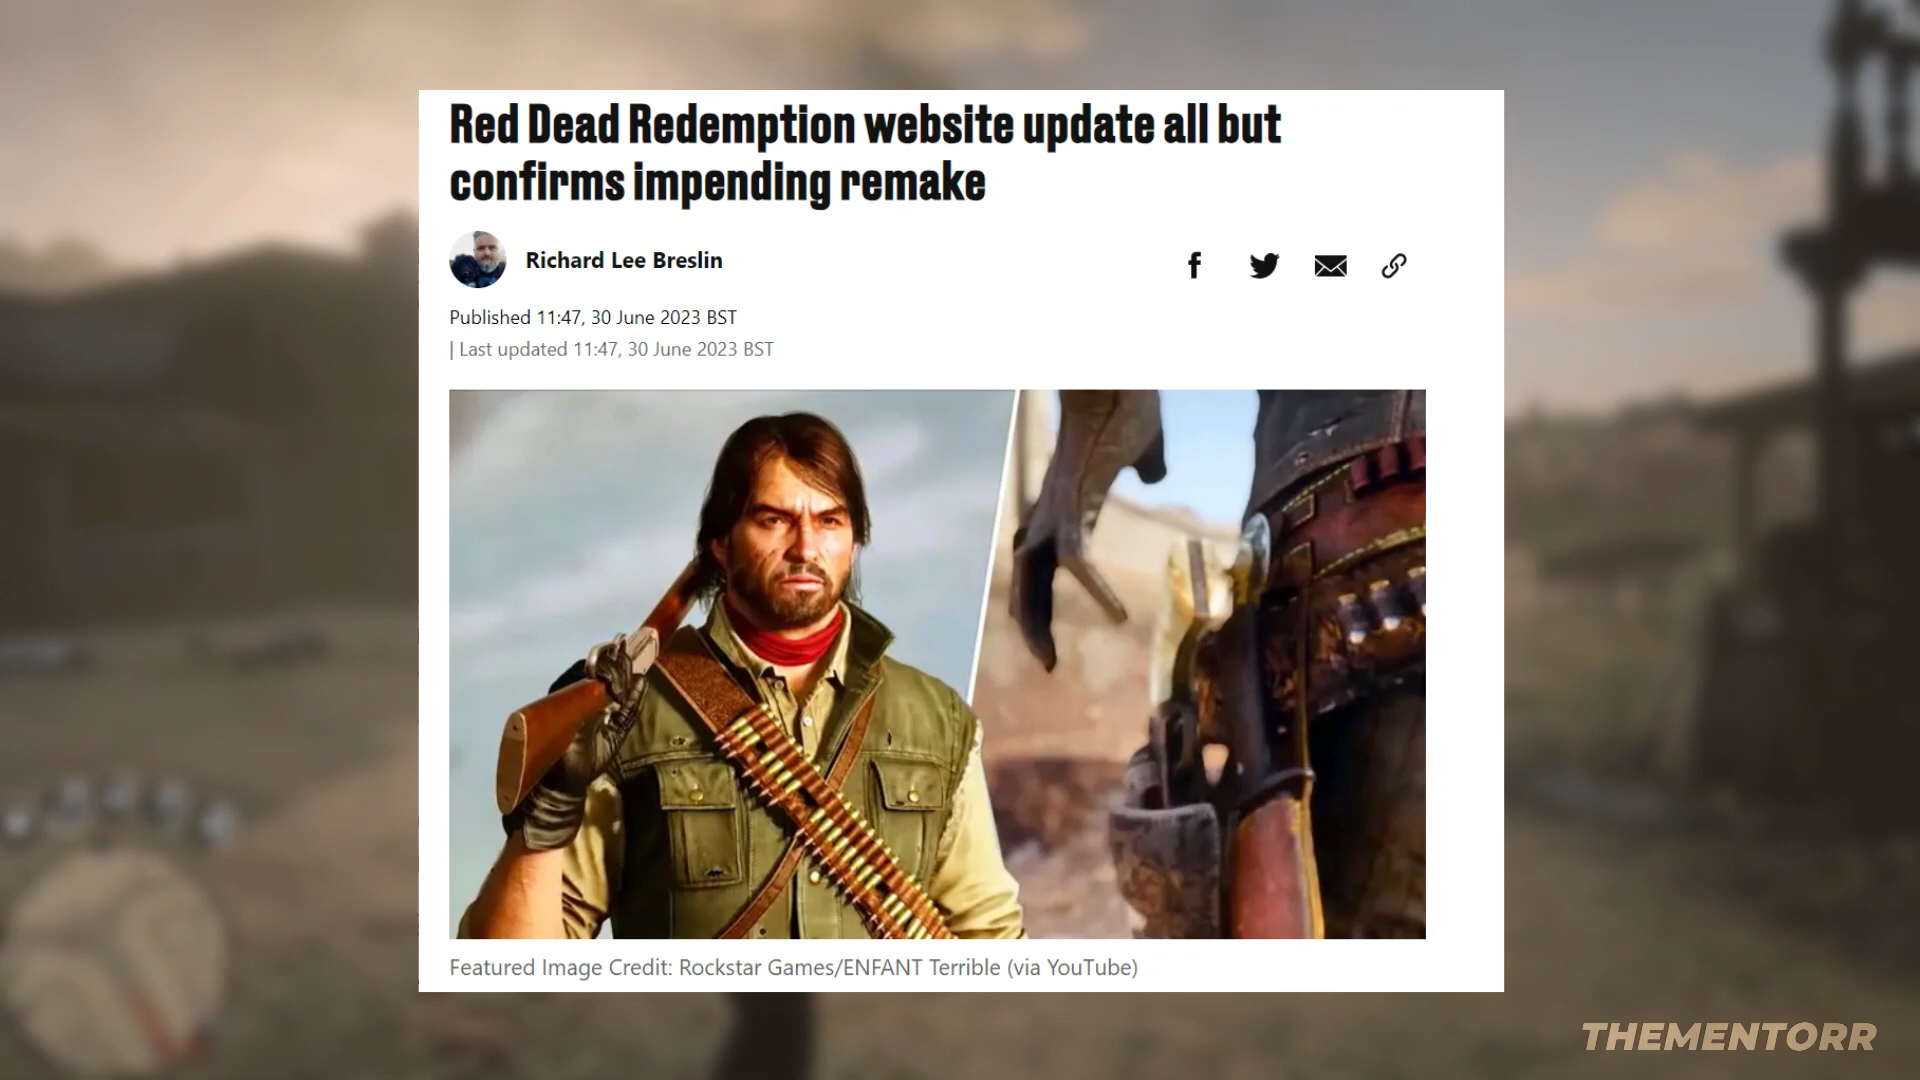 Red Dead Redemption website update all but
confirms impending remake
Richard Lee Breslin
Published 11:47, 30 June 2023 BST
| Last updated 11:47, 30 June 2023 BST
Featured Image Credit: Rockstar Games/ENFANT Terrible (via YouTube)
THEMENTORR